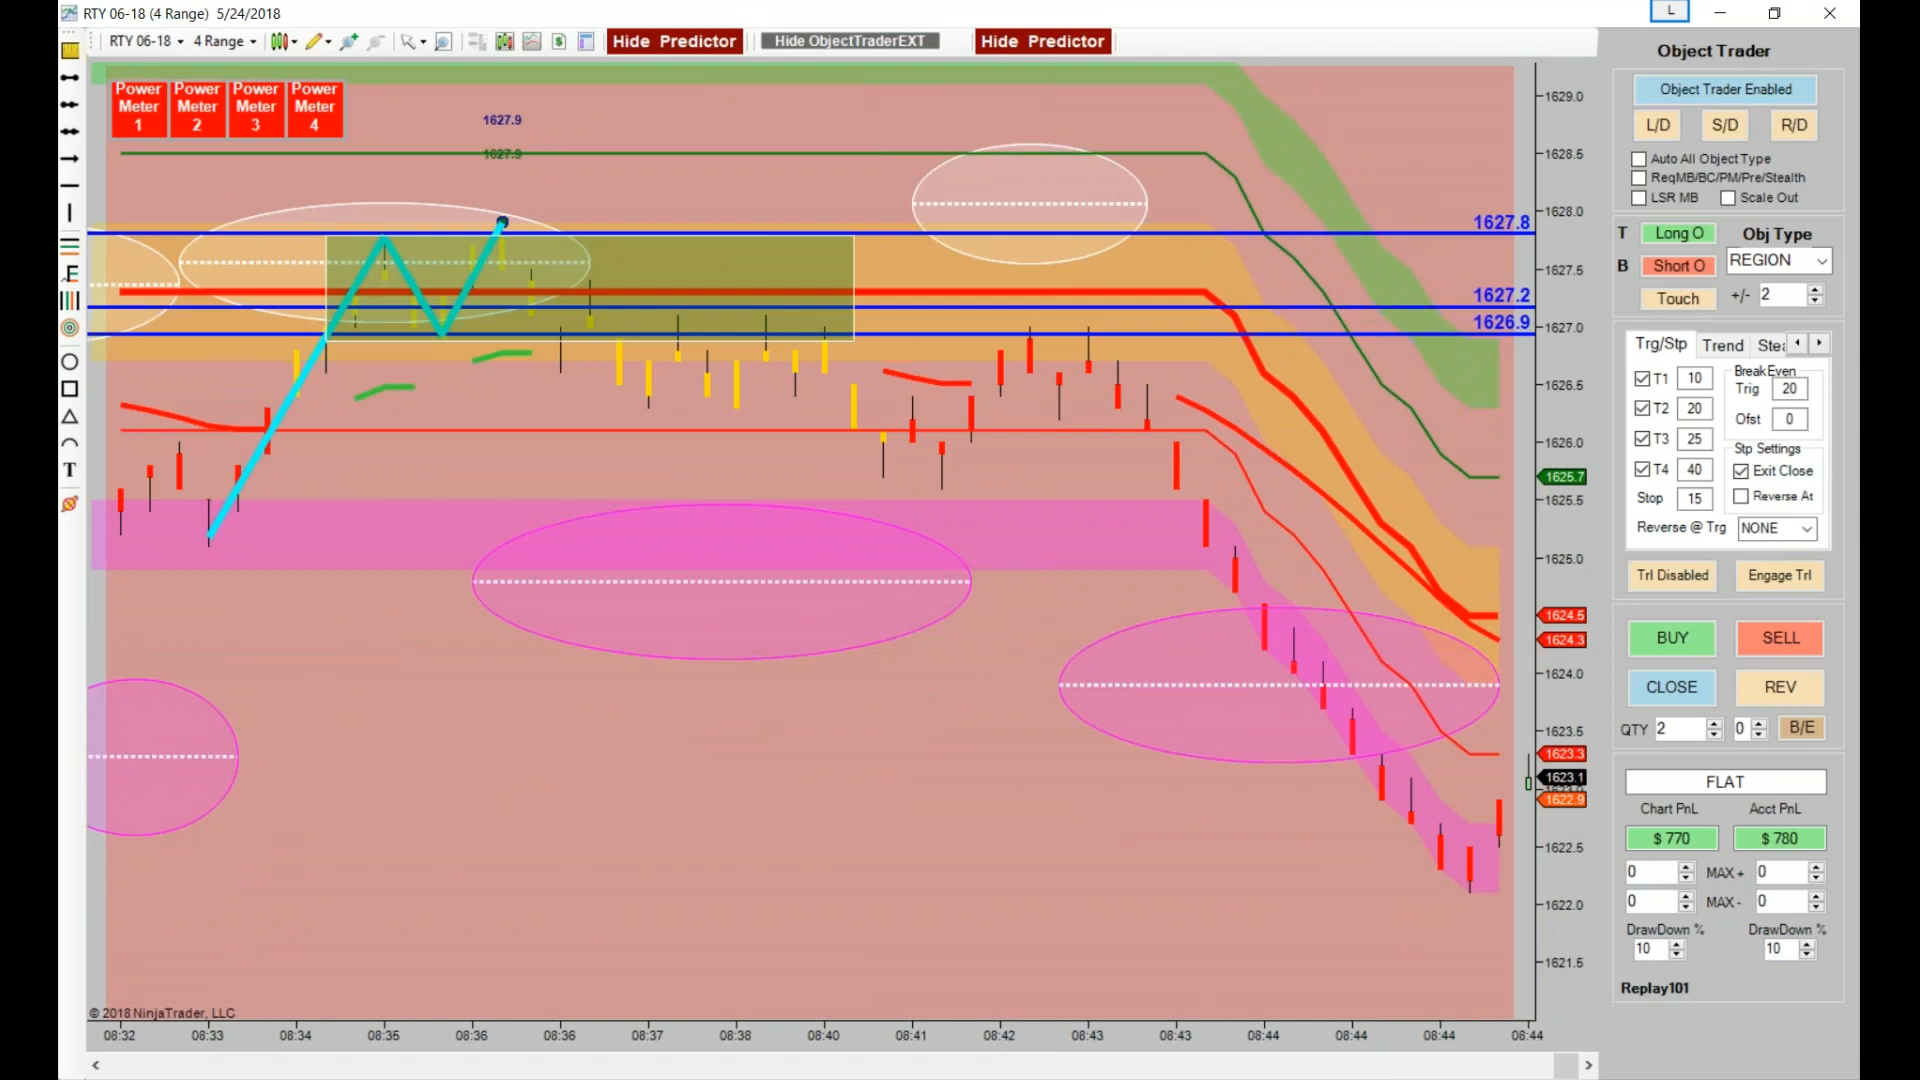 RTY 06-18 (4 Range)  5/24/2018
L
RTY 06-18 4 Range Hide Predictor Hide ObjectTraderEXT Hide Predictor
Power Meter 1
Power Meter 2
Power Meter 3
Power Meter 4
1627.9
1627.9
1627.8
1627.2
1626.9
1629.0
1628.5
1628.0
1627.5
1627.0
1626.5
1626.0
1625.7
1625.5
1625.0
1624.5
1624.3
1624.0
1623.5
1623.3
1623.1
1622.9
1622.5
1622.0
1621.5
© 2018 NinjaTrader, LLC
08:32 08:33 08:34 08:35 08:36 08:36 08:37 08:38 08:40 08:41 08:42 08:43 08:43 08:44 08:44 08:44 08:44
T
Object Trader
Object Trader Enabled
L/D S/D R/D
Auto All Object Type
ReqMB/BC/PM/Pre/Stealth
LSR MB Scale Out
T Long O Obj Type
B Short O REGION
Touch +/- 2
Trg/Stp Trend Stea
T1 10 BreakEven
Trig 20
T2 20 Ofst 0
T3 25 Stp Settings
T4 40 Exit Close
Stop 15 Reverse At
Reverse @ Trg NONE
Trl Disabled Engage Trl
BUY SELL
CLOSE REV
QTY 2 0 B/E
FLAT
Chart PnL Acct PnL
$ 770 $ 780
0 MAX + 0
0 MAX - 0
DrawDown % DrawDown %
10 10
Replay101